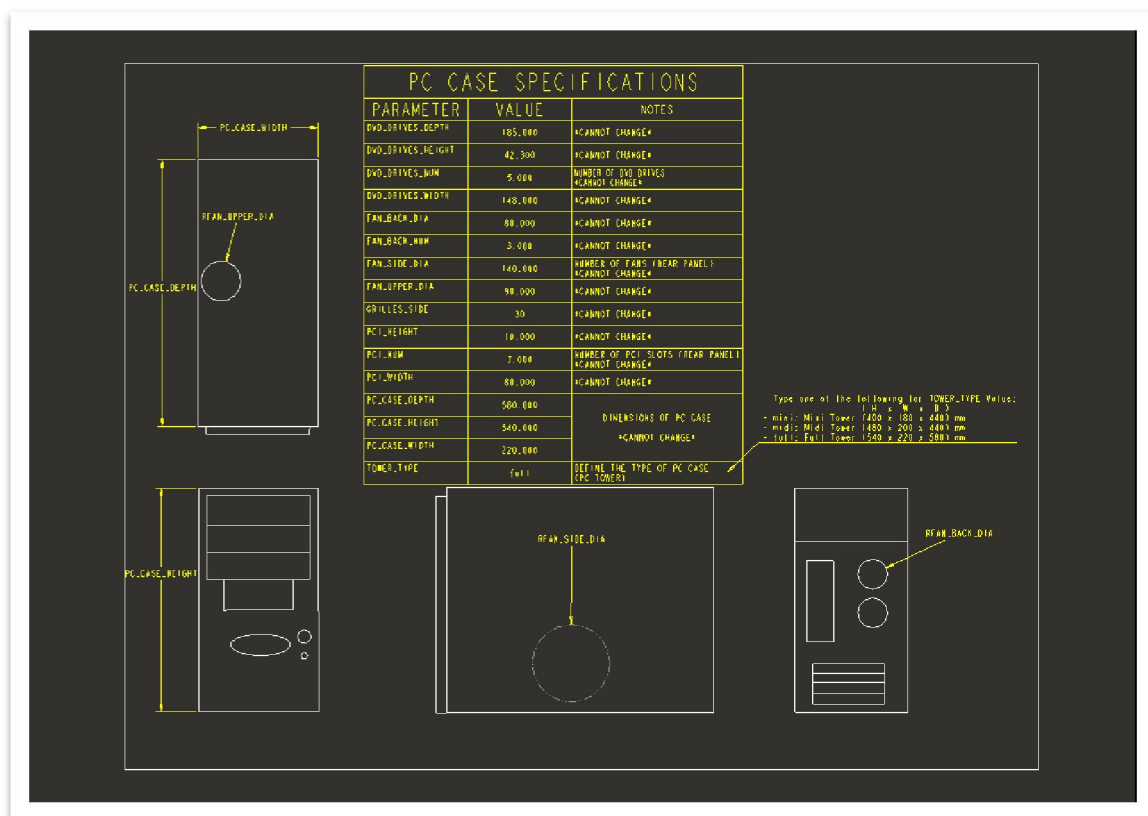 PC CASE SPECIFICATIONS
PARAMETER VALUE NOTES
DVD_DRIVES_DEPTH 185.000 *CANNOT CHANGE*
DVD_DRIVES_HEIGHT 42.300 *CANNOT CHANGE*
DVD_DRIVES_NUM 5.000 NUMBER OF DVD DRIVES
*CANNOT CHANGE*
DVD_DRIVES_WIDTH 148.000 *CANNOT CHANGE*
FAN_BACK_DIA 80.000 *CANNOT CHANGE*
FAN_BACK_NUM 3.000 *CANNOT CHANGE*
FAN_SIDE_DIA 140.000 NUMBER OF FANS (REAR PANEL)
*CANNOT CHANGE*
FAN_UPPER_DIA 90.000 *CANNOT CHANGE*
GRILLES_SIDE 30 *CANNOT CHANGE*
PCI_HEIGHT 10.000 *CANNOT CHANGE*
PCI_NUM 7.000 NUMBER OF PCI SLOTS (REAR PANEL)
*CANNOT CHANGE*
PCI_WIDTH 80.000 *CANNOT CHANGE*
PC_CASE_DEPTH 580.000
PC_CASE_HEIGHT 540.000
PC_CASE_WIDTH 220.000
DIMENSIONS OF PC CASE
*CANNOT CHANGE*
TOWER_TYPE full DEFINE THE TYPE OF PC CASE
(PC TOWER)
Type one of the following for TOWER_TYPE Value:
( H x W x D )
- mini: Mini Tower (400 x 180 x 440) mm
- midi: Midi Tower (480 x 200 x 440) mm
- full: Full Tower (540 x 220 x 580) mm
PC_CASE_WIDTH
RFAN_UPPER_DIA
PC_CASE_DEPTH
PC_CASE_HEIGHT
RFAN_SIDE_DIA
RFAN_BACK_DIA